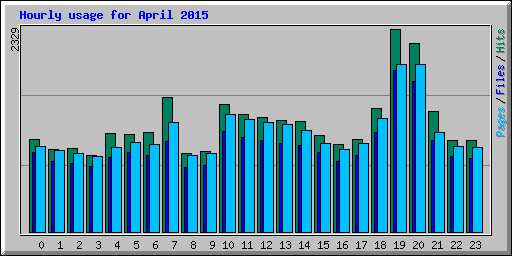 Hourly usage for April 2015
2329
Pages/Files/Hits
0 1 2 3 4 5 6 7 8 9 10 11 12 13 14 15 16 17 18 19 20 21 22 23